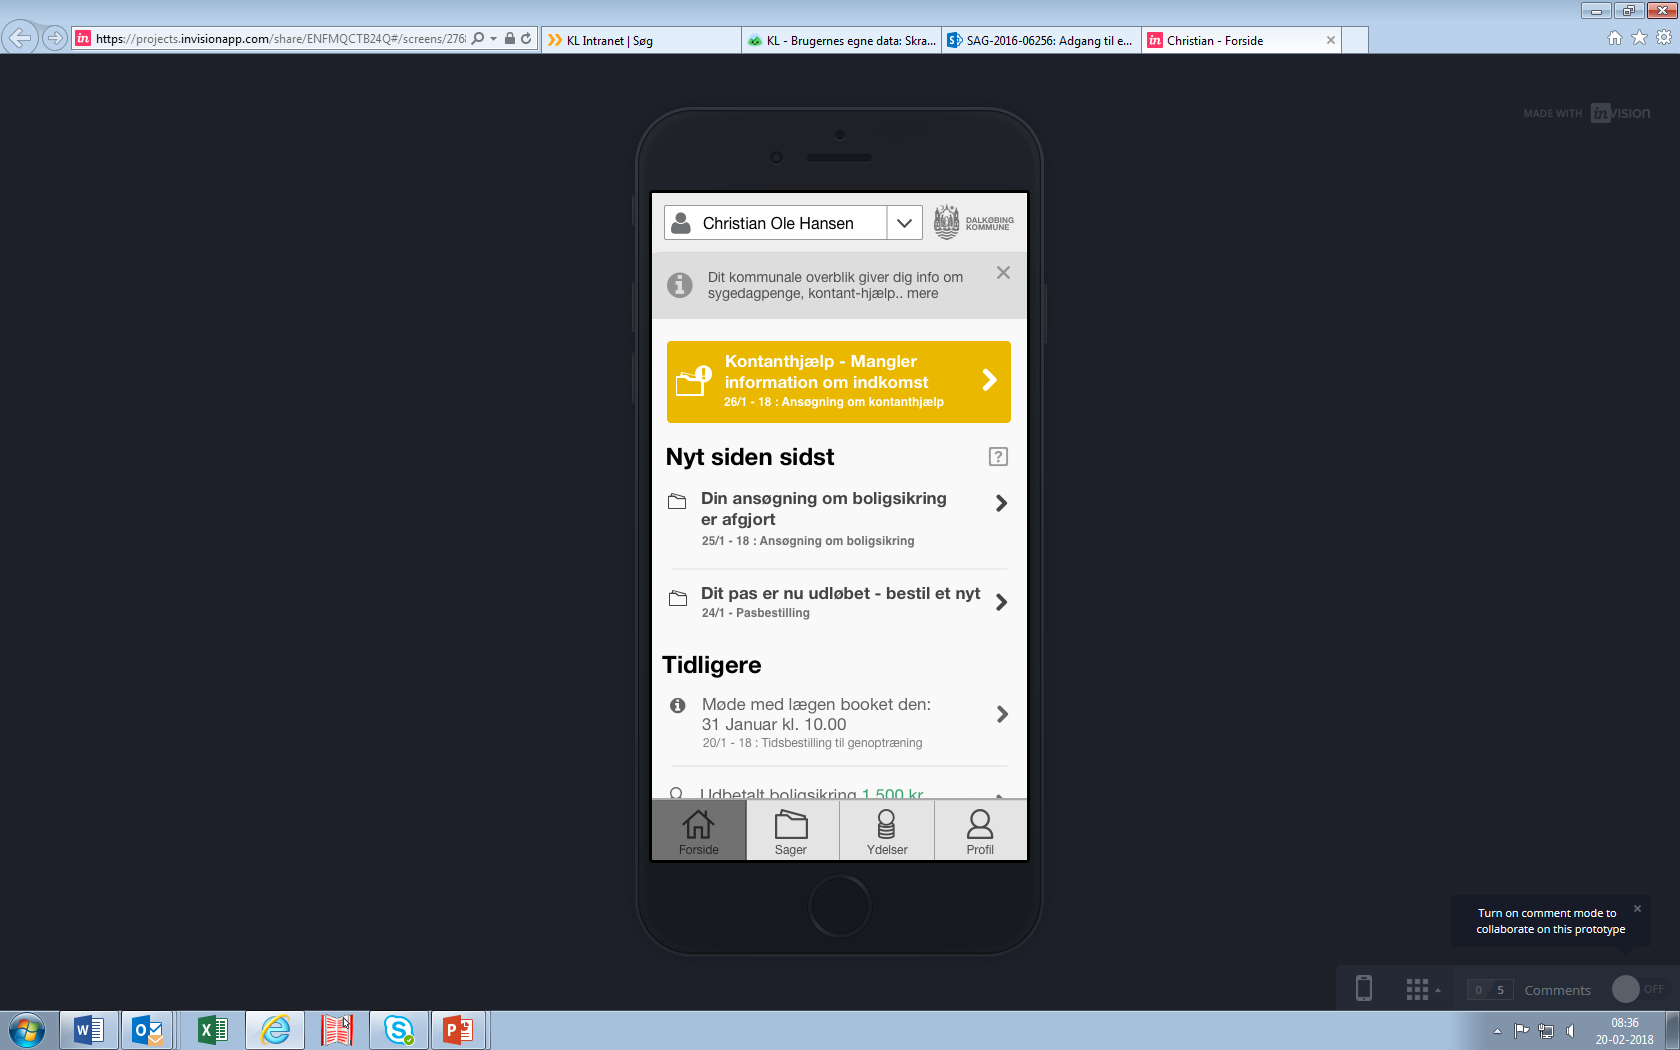 https://projects.invisionapp.com/share/ENFMQCTB24Q#/screens/276
KL Intranet | Søg
KL - Brugernes egne data: Skra...
SAG-2016-06256: Adgang til e...
in Christian - Forside
MADE WITH invision
Christian Ole Hansen
DALKØBING
KOMMUNE
Dit kommunale overblik giver dig info om
sygedagpenge, kontant-hjælp.. mere
Kontanthjælp - Mangler
information om indkomst
26/1 - 18 : Ansøgning om kontanthjælp
Nyt siden sidst
?
Din ansøgning om boligsikring
er afgjort
25/1 - 18 : Ansøgning om boligsikring
Dit pas er nu udløbet - bestil et nyt
24/1 - Pasbestilling
Tidligere
Møde med lægen booket den:
31 Januar kl. 10.00
20/1 - 18 : Tidsbestilling til genoptræning
Udbetalt boligsikring 1.500 kr
Forside
Sager
Ydelser
Profil
Turn on comment mode to
collaborate on this prototype
0 5 Comments OFF
08:36
20-02-2018